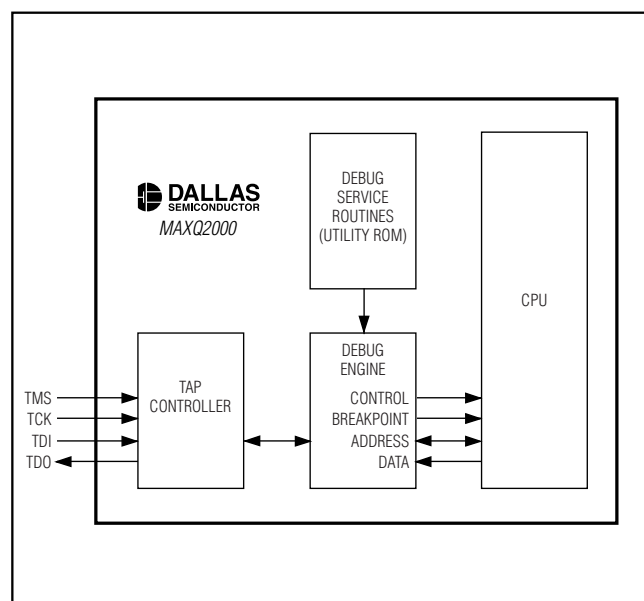 DALLAS
SEMICONDUCTOR
MAXQ2000
DEBUG
SERVICE
ROUTINES
(UTILITY ROM)
CPU
TAP
CONTROLLER
DEBUG
ENGINE
TMS
TCK
TDI
TDO
CONTROL
BREAKPOINT
ADDRESS
DATA